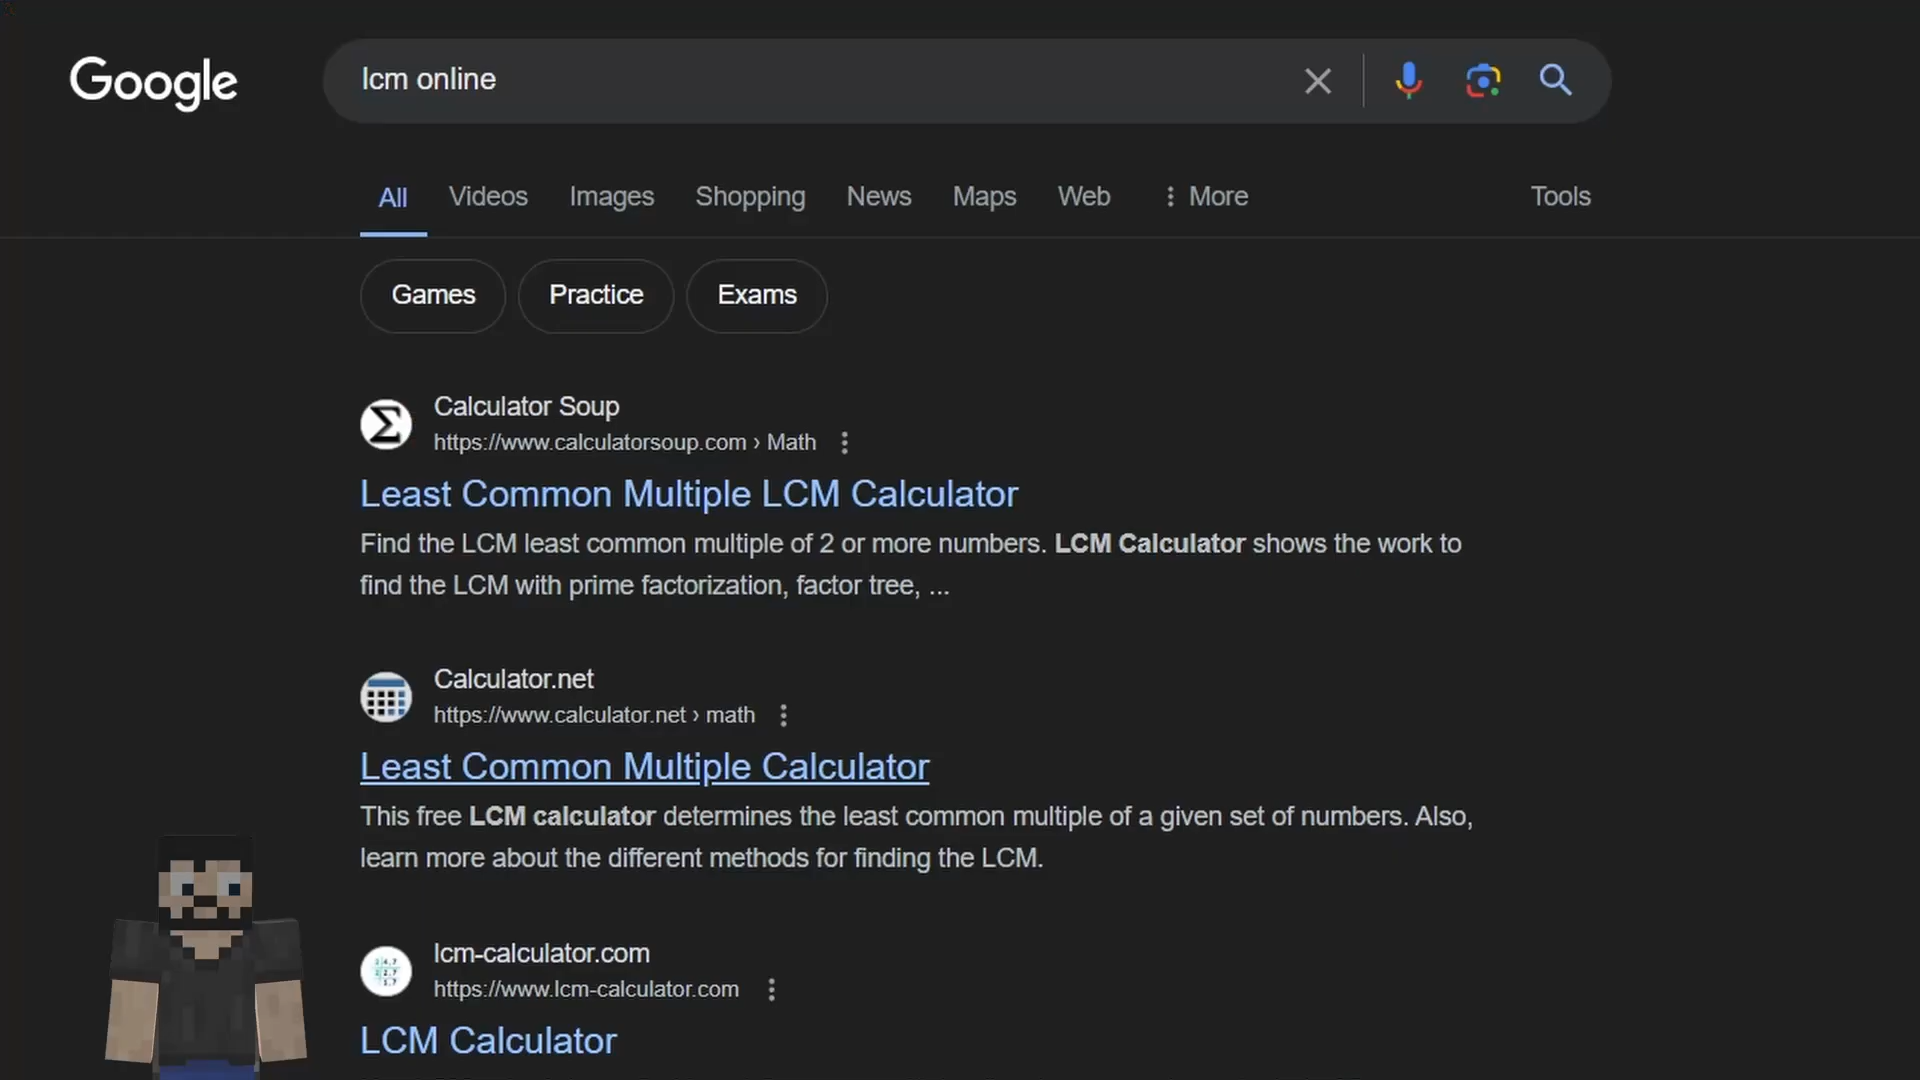 Google
lcm online
All Videos Images Shopping News Maps Web More Tools
Games Practice Exams
Calculator Soup
https://www.calculatorsoup.com › Math
Least Common Multiple LCM Calculator
Find the LCM least common multiple of 2 or more numbers. LCM Calculator shows the work to
find the LCM with prime factorization, factor tree, ...
Calculator.net
https://www.calculator.net › math
Least Common Multiple Calculator
This free LCM calculator determines the least common multiple of a given set of numbers. Also,
learn more about the different methods for finding the LCM.
lcm-calculator.com
https://www.lcm-calculator.com
LCM Calculator